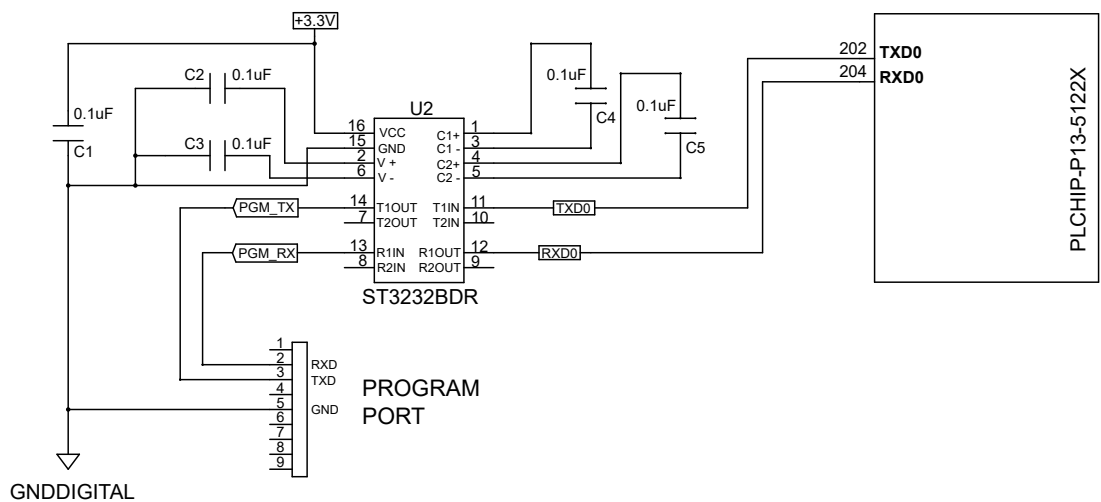 +3.3V
202 TXD0
204 RXD0
PLCHIP-P13-5122X
C2 0.1uF
0.1uF
C4
0.1uF
C5
0.1uF
C1
C3 0.1uF
U2
16 VCC C1+ 1
15 GND C1 - 3
2 V + C2+ 4
6 V - C2 - 5
PGM_TX 14 T1OUT T1IN 11 TXD0
7 T2OUT T2IN 10
PGM_RX 13 R1IN R1OUT 12 RXD0
8 R2IN R2OUT 9
ST3232BDR
1
2 RXD
3 TXD
4
5 GND
6
7
8
9
PROGRAM
PORT
GNDDIGITAL